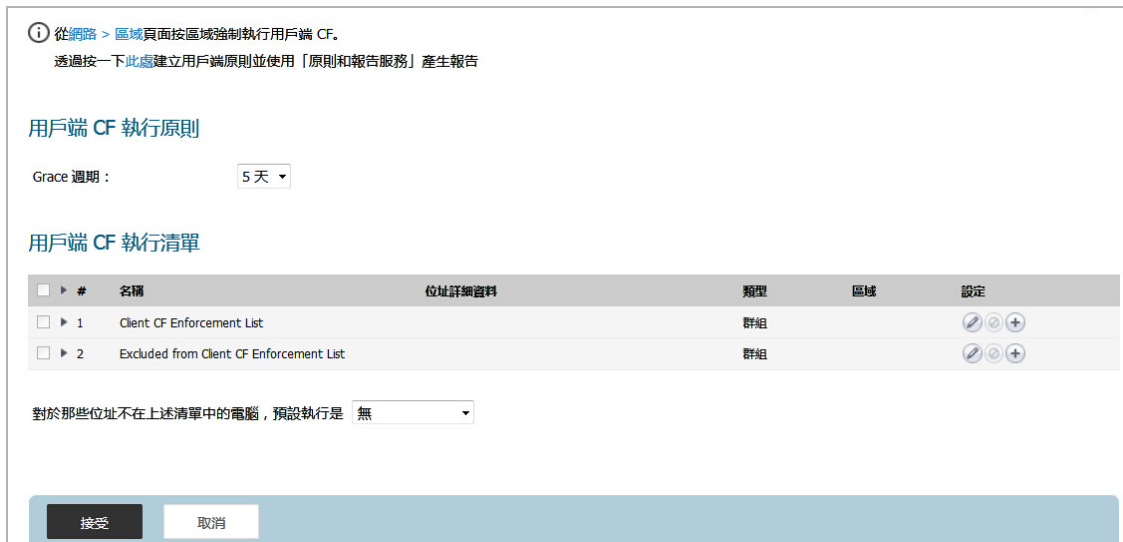 從網路 > 區域頁面按區域強制執行用戶端 CF。
透過按一下此處建立用戶端原則並使用「原則和報告服務」產生報告
用戶端 CF 執行原則
Grace 週期： 5 天
用戶端 CF 執行清單
# 名稱 位址詳細資料 類型 區域 設定
1 Client CF Enforcement List 群組
2 Excluded from Client CF Enforcement List 群組
對於那些位址不在上述清單中的電腦，預設執行是 無
接受 取消